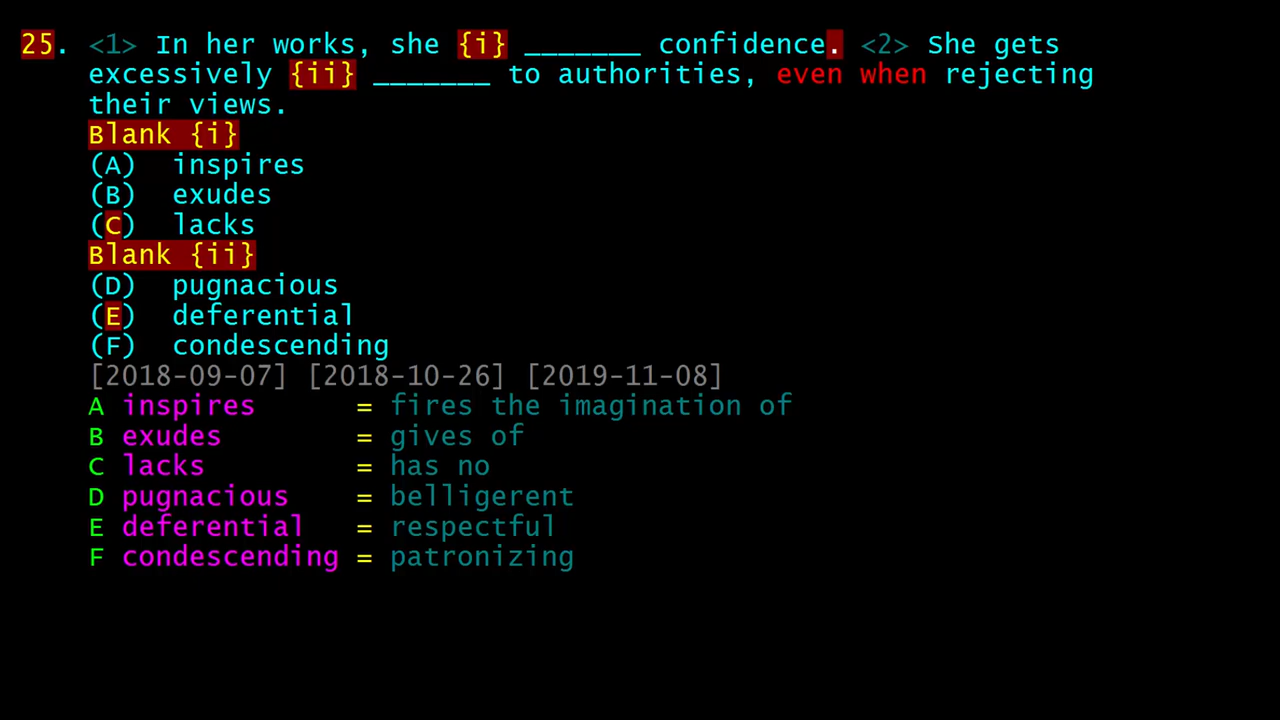 25. <1> In her works, she {i} _______ confidence. <2> She gets
excessively {ii} _______ to authorities, even when rejecting
their views.
Blank {i}
(A) inspires
(B) exudes
(C) lacks
Blank {ii}
(D) pugnacious
(E) deferential
(F) condescending
[2018-09-07] [2018-10-26] [2019-11-08]
A inspires = fires the imagination of
B exudes = gives of
C lacks = has no
D pugnacious = belligerent
E deferential = respectful
F condescending = patronizing